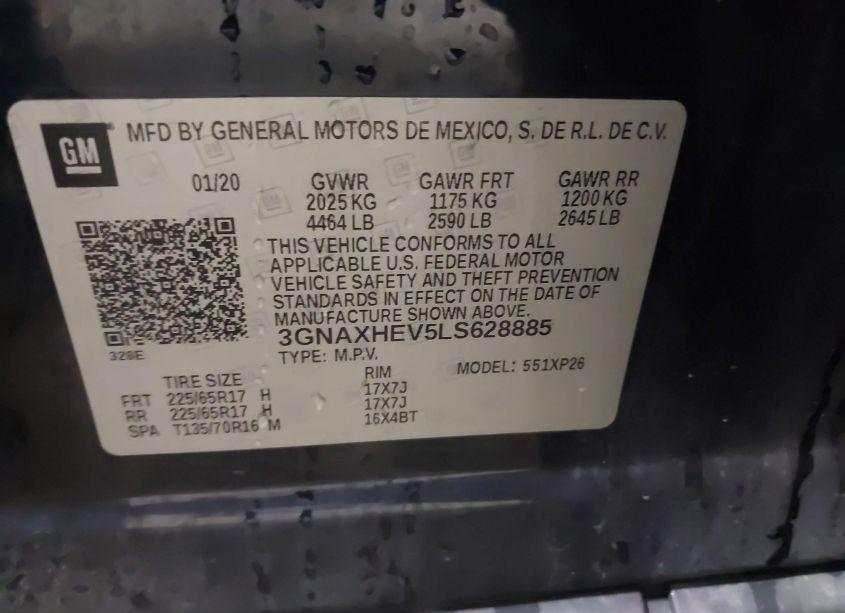 GM
MFD BY GENERAL MOTORS DE MEXICO, S. DE R.L. DE C.V.
01/20 GVWR GAWR FRT GAWR RR
2025 KG 1175 KG 1200 KG
4464 LB 2590 LB 2645 LB
THIS VEHICLE CONFORMS TO ALL
APPLICABLE U.S. FEDERAL MOTOR
VEHICLE SAFETY AND THEFT PREVENTION
STANDARDS IN EFFECT ON THE DATE OF
MANUFACTURE SHOWN ABOVE.
3GNAXHEV5LS628885
328E
TYPE: M.P.V. MODEL: 551XP26
TIRE SIZE RIM
FRT 225/65R17 H 17X7J
RR 225/65R17 H 17X7J
SPA T135/70R16 M 16X4BT